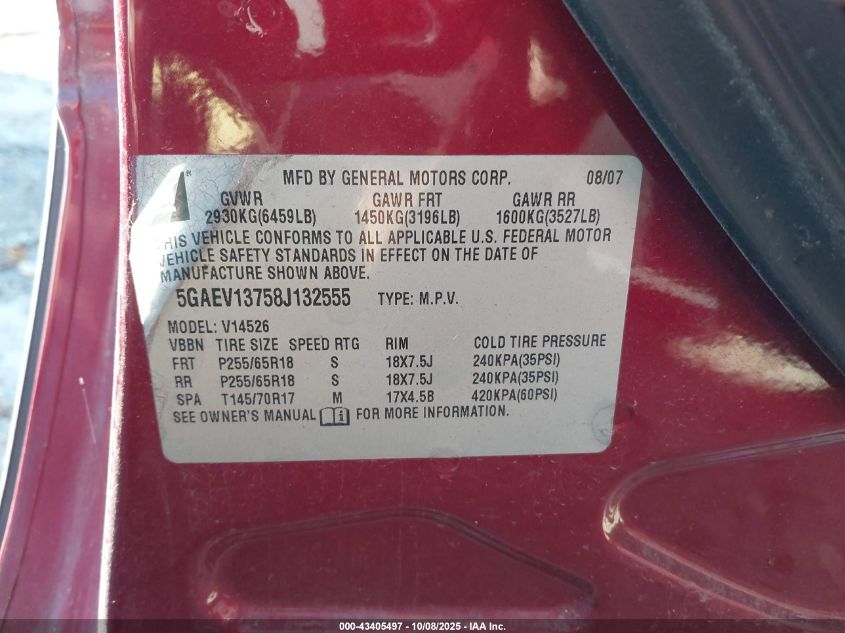 MFD BY GENERAL MOTORS CORP. 08/07
GVWR GAWR FRT GAWR RR
2930KG(6459LB) 1450KG(3196LB) 1600KG(3527LB)
THIS VEHICLE CONFORMS TO ALL APPLICABLE U.S. FEDERAL MOTOR
VEHICLE SAFETY STANDARDS IN EFFECT ON THE DATE OF
MANUFACTURE SHOWN ABOVE.
5GAEV13758J132555 TYPE: M.P.V.
MODEL: V14526
VBBN TIRE SIZE SPEED RTG RIM COLD TIRE PRESSURE
FRT P255/65R18 S 18X7.5J 240KPA(35PSI)
RR P255/65R18 S 18X7.5J 240KPA(35PSI)
SPA T145/70R17 M 17X4.5B 420KPA(60PSI)
SEE OWNER'S MANUAL FOR MORE INFORMATION.
000-43405497 - 10/08/2025 - IAA Inc.